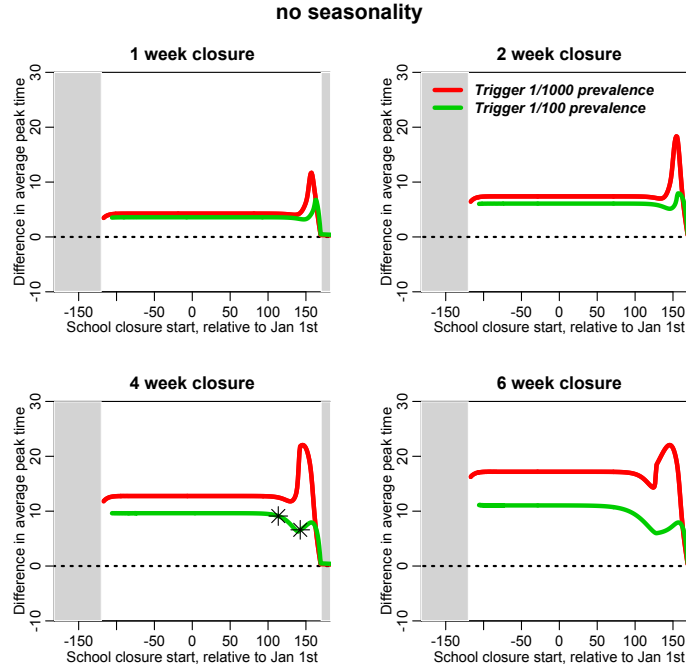 no seasonality
1 week closure
30
20
10
0
-10
Difference in average peak time
-150 -50 0 50 100 150
School closure start, relative to Jan 1st
2 week closure
Trigger 1/1000 prevalence
Trigger 1/100 prevalence
30
20
10
0
-10
Difference in average peak time
-150 -50 0 50 100 150
School closure start, relative to Jan 1st
4 week closure
30
20
10
0
-10
Difference in average peak time
-150 -50 0 50 100 150
School closure start, relative to Jan 1st
6 week closure
30
20
10
0
-10
Difference in average peak time
-150 -50 0 50 100 150
School closure start, relative to Jan 1st